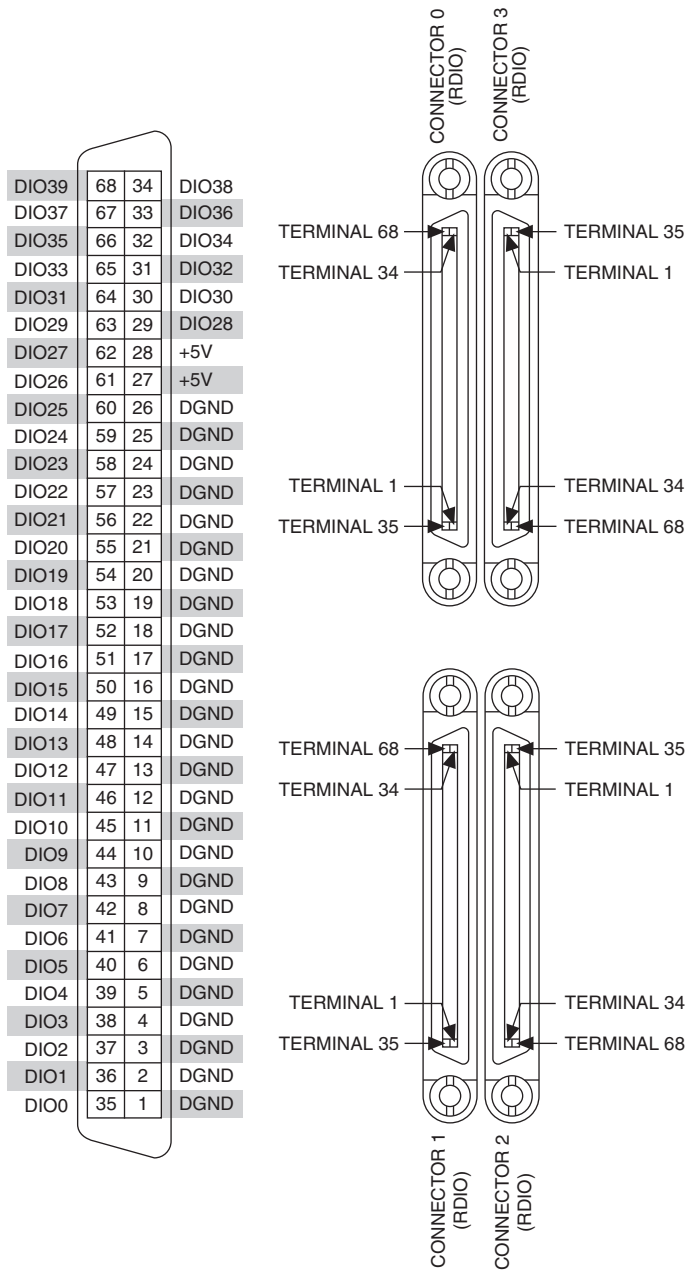 DIO39 68 34 DIO38
DIO37 67 33 DIO36
DIO35 66 32 DIO34
DIO33 65 31 DIO32
DIO31 64 30 DIO30
DIO29 63 29 DIO28
DIO27 62 28 +5V
DIO26 61 27 +5V
DIO25 60 26 DGND
DIO24 59 25 DGND
DIO23 58 24 DGND
DIO22 57 23 DGND
DIO21 56 22 DGND
DIO20 55 21 DGND
DIO19 54 20 DGND
DIO18 53 19 DGND
DIO17 52 18 DGND
DIO16 51 17 DGND
DIO15 50 16 DGND
DIO14 49 15 DGND
DIO13 48 14 DGND
DIO12 47 13 DGND
DIO11 46 12 DGND
DIO10 45 11 DGND
DIO9 44 10 DGND
DIO8 43 9 DGND
DIO7 42 8 DGND
DIO6 41 7 DGND
DIO5 40 6 DGND
DIO4 39 5 DGND
DIO3 38 4 DGND
DIO2 37 3 DGND
DIO1 36 2 DGND
DIO0 35 1 DGND
CONNECTOR 0
(RDIO)
CONNECTOR 3
(RDIO)
TERMINAL 68
TERMINAL 35
TERMINAL 34
TERMINAL 1
TERMINAL 1
TERMINAL 34
TERMINAL 35
TERMINAL 68
TERMINAL 68
TERMINAL 35
TERMINAL 34
TERMINAL 1
TERMINAL 1
TERMINAL 34
TERMINAL 35
TERMINAL 68
CONNECTOR 1
(RDIO)
CONNECTOR 2
(RDIO)